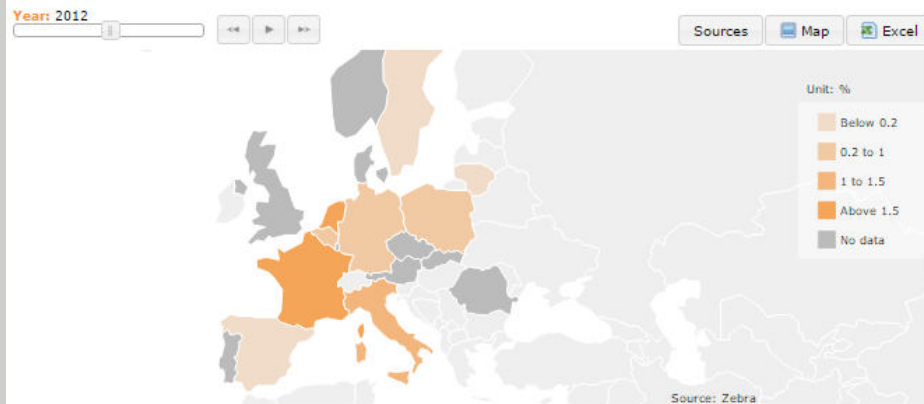 Year: 2012
Sources
Map
Excel
Unit: %
Below 0.2
0.2 to 1
1 to 1.5
Above 1.5
No data
Source: Zebra